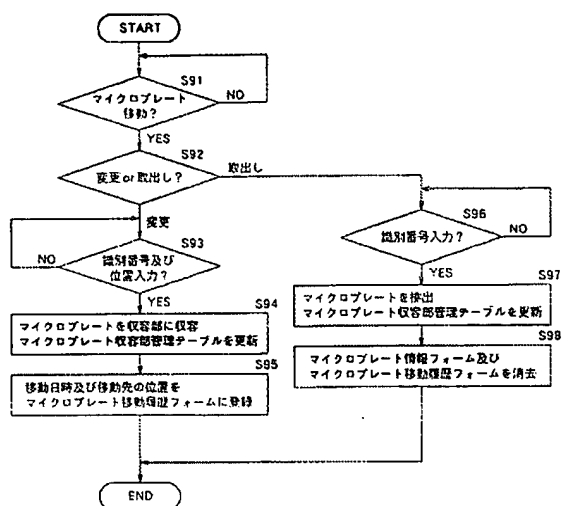 START
S91
マイクロプレート
移動?
NO
YES
S92
変更or取出し?
取出し
変更
S93
識別番号及び
位置入力?
NO
YES
S94
マイクロプレートを収容部に収容
マイクロプレート収容部管理テーブルを更新
S95
移動日時及び移動先の位置を
マイクロプレート移動履歴フォームに登録
S96
識別番号入力?
NO
YES
S97
マイクロプレートを排出
マイクロプレート収容部管理テーブルを更新
S98
マイクロプレート情報フォーム及び
マイクロプレート移動履歴フォームを消去
END